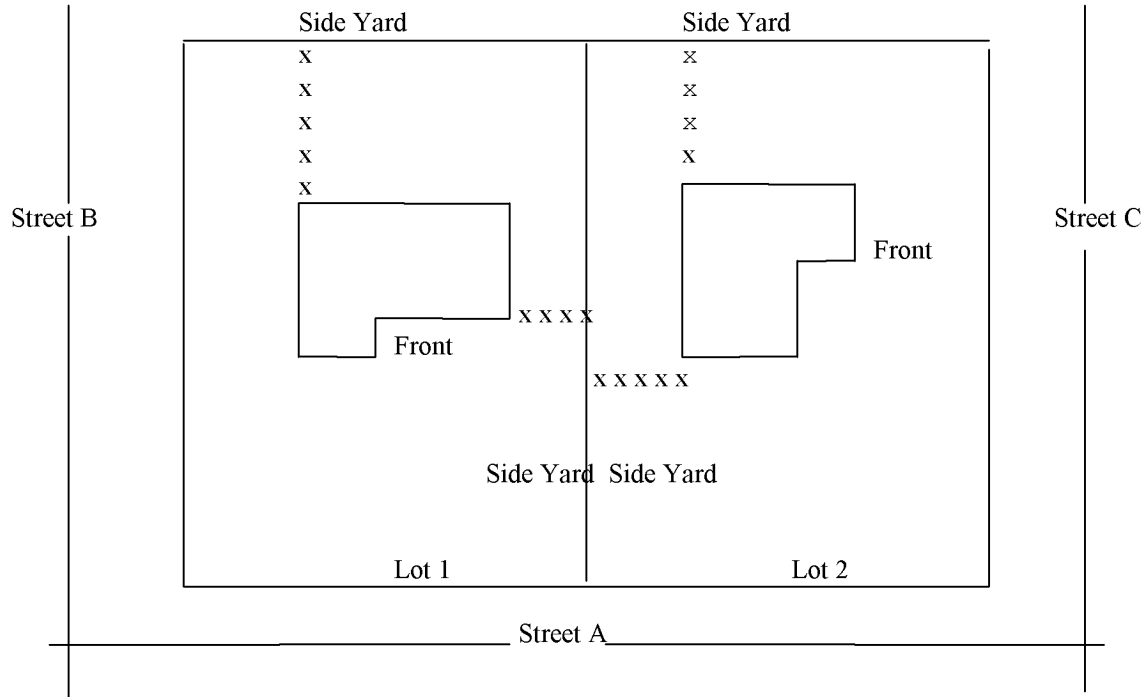 Side Yard Side Yard
x x
x x
x x
x x
x
Street B Street C
Front
x x x x
Front
x x x x x
Side Yard Side Yard
Lot 1 Lot 2
Street A